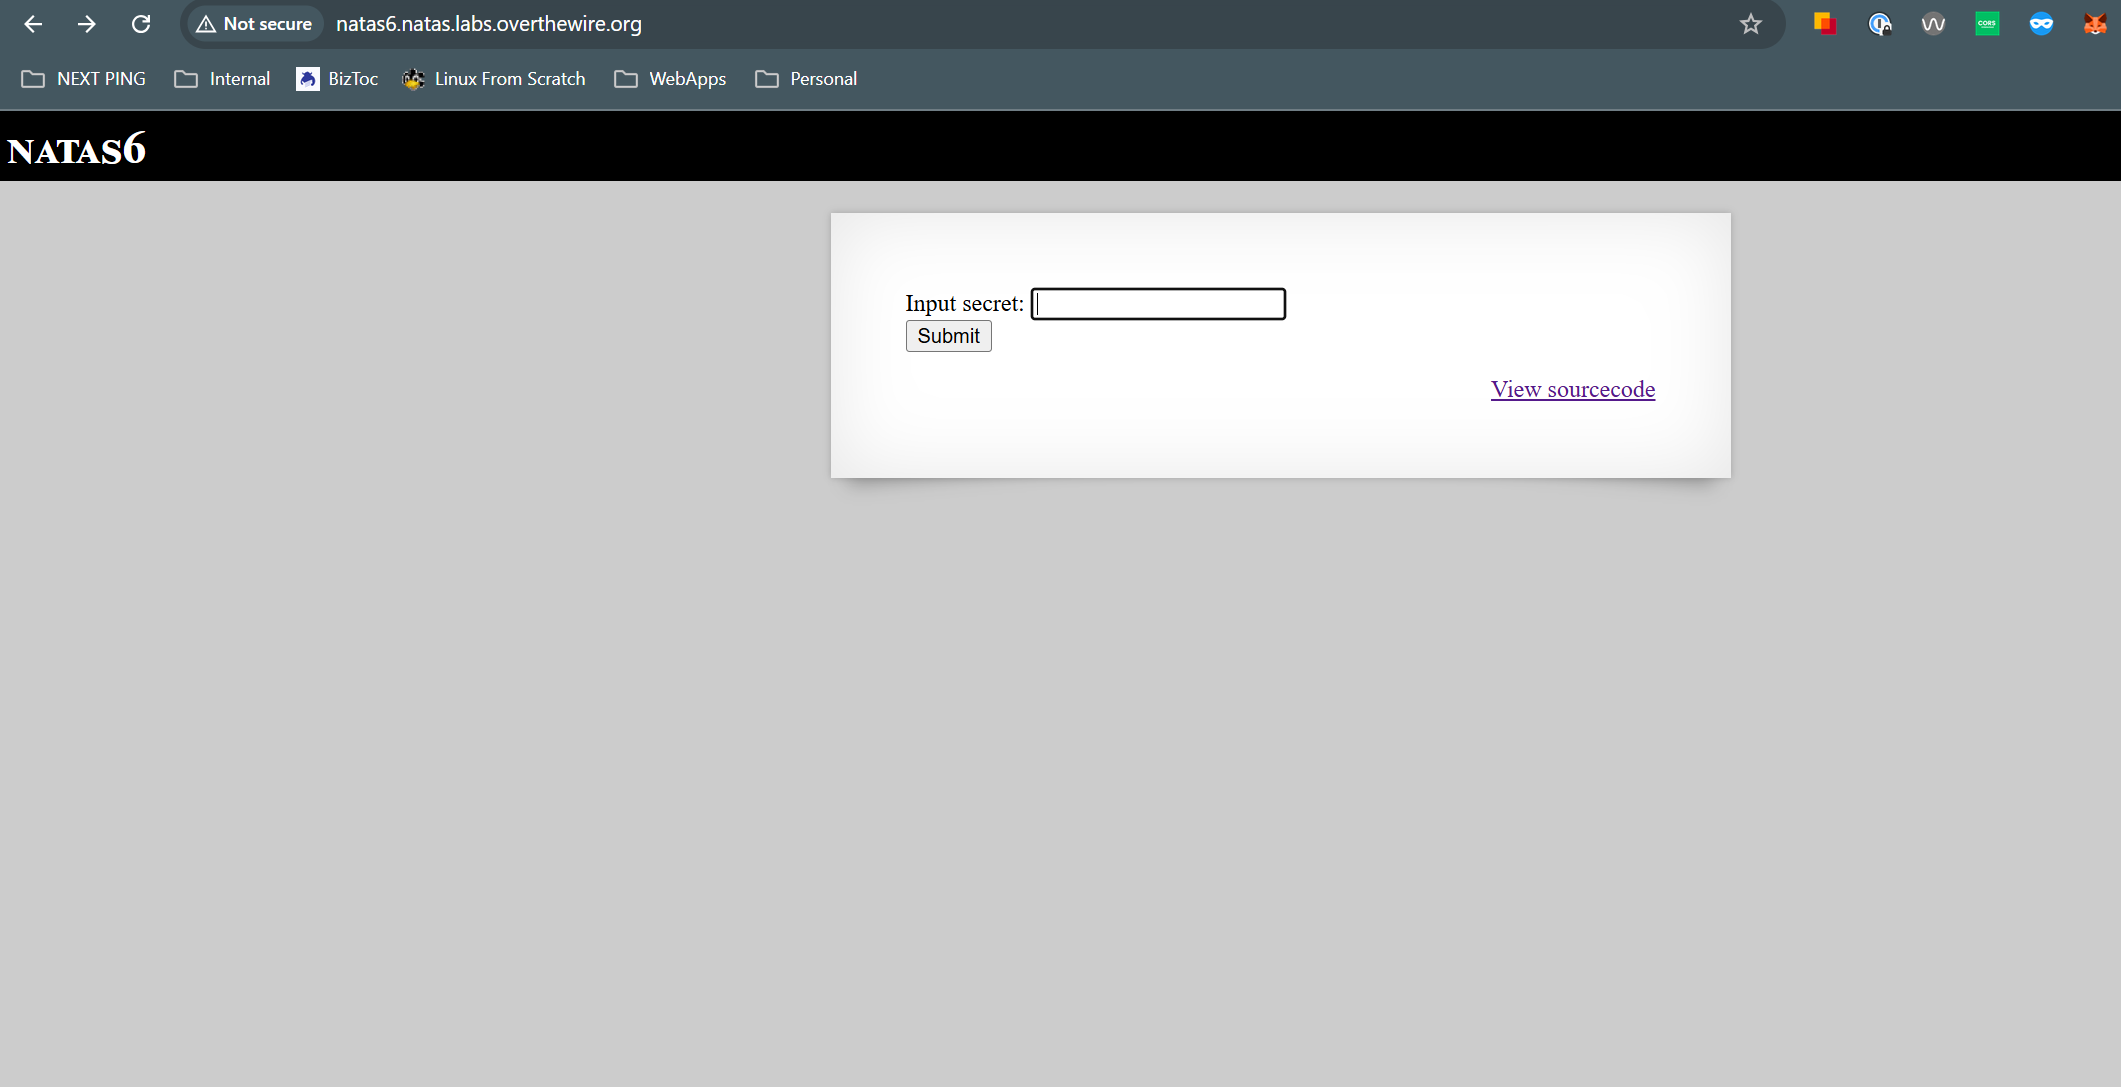 Not secure natas6.natas.labs.overthewire.org
CORS
NEXT PING Internal BizToc Linux From Scratch WebApps Personal
NATAS6
Input secret:
Submit
View sourcecode